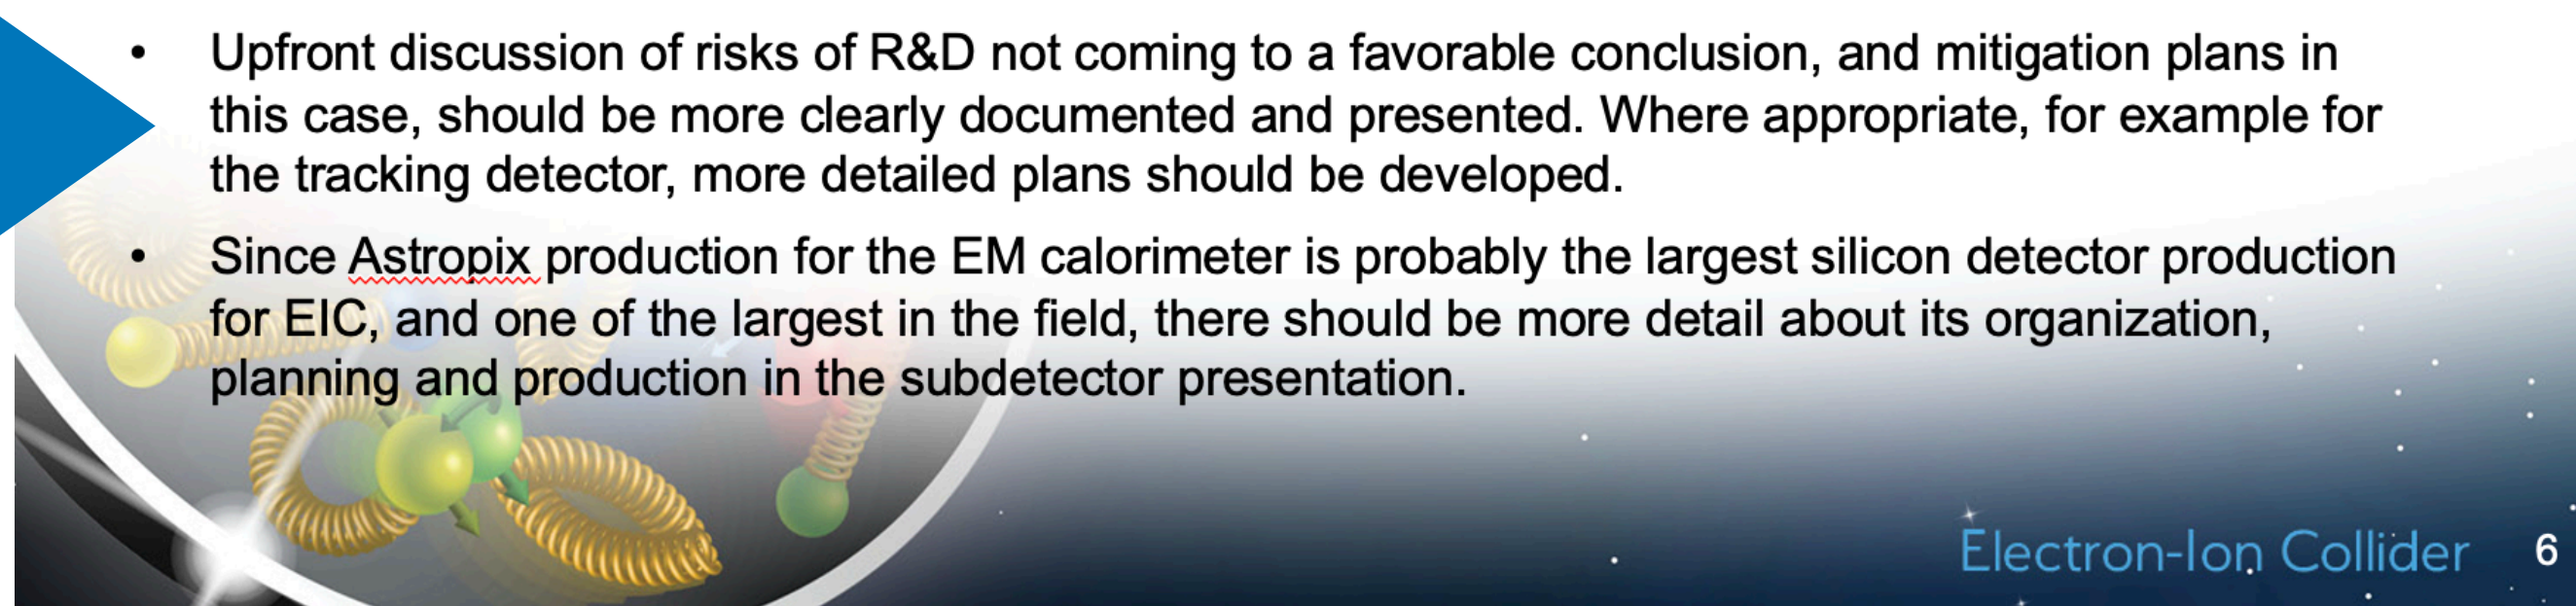 • Upfront discussion of risks of R&D not coming to a favorable conclusion, and mitigation plans in
this case, should be more clearly documented and presented. Where appropriate, for example for
the tracking detector, more detailed plans should be developed.
• Since Astropix production for the EM calorimeter is probably the largest silicon detector production
for EIC, and one of the largest in the field, there should be more detail about its organization,
planning and production in the subdetector presentation.
Electron-Ion Collider 6